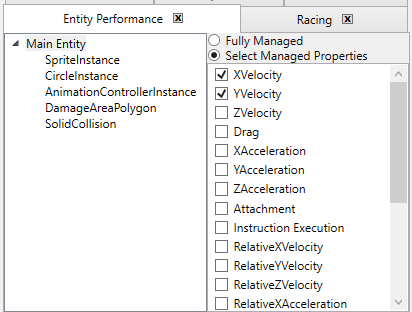 Entity Performance
Racing
Main Entity
SpriteInstance
CircleInstance
AnimationControllerInstance
DamageAreaPolygon
SolidCollision
Fully Managed
Select Managed Properties
XVelocity
YVelocity
ZVelocity
Drag
XAcceleration
YAcceleration
ZAcceleration
Attachment
Instruction Execution
RelativeXVelocity
RelativeYVelocity
RelativeZVelocity
RelativeXAcceleration